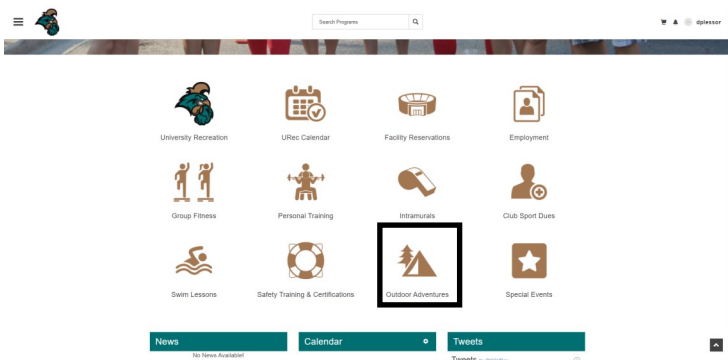 Search Programs
dplessor
University Recreation
URec Calendar
Facility Reservations
Employment
Group Fitness
Personal Training
Intramurals
Club Sport Dues
Swim Lessons
Safety Training & Certifications
Outdoor Adventures
Special Events
News
Calendar
Tweets
No News Available!
Tweets